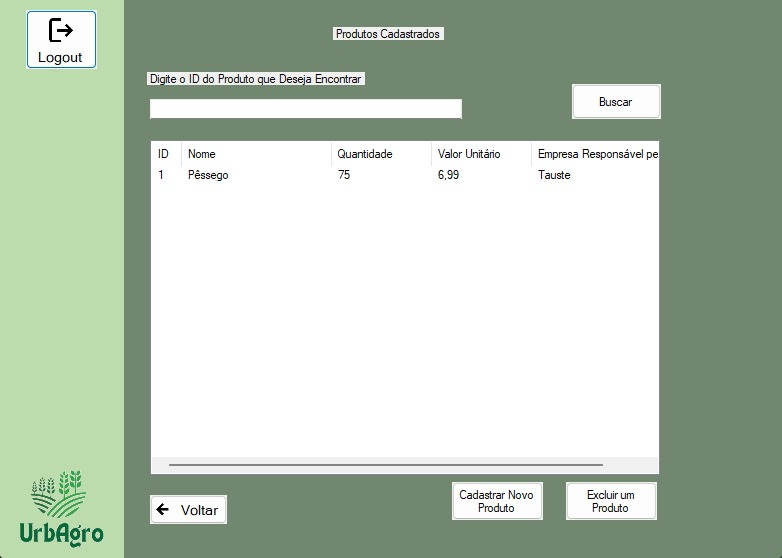 Logout
Produtos Cadastrados
Digite o ID do Produto que Deseja Encontrar
Buscar
ID Nome Quantidade Valor Unitário Empresa Responsável pe
1 Pêssego 75 6,99 Tauste
Cadastrar Novo
Produto
Excluir um
Produto
Voltar
UrbAgro